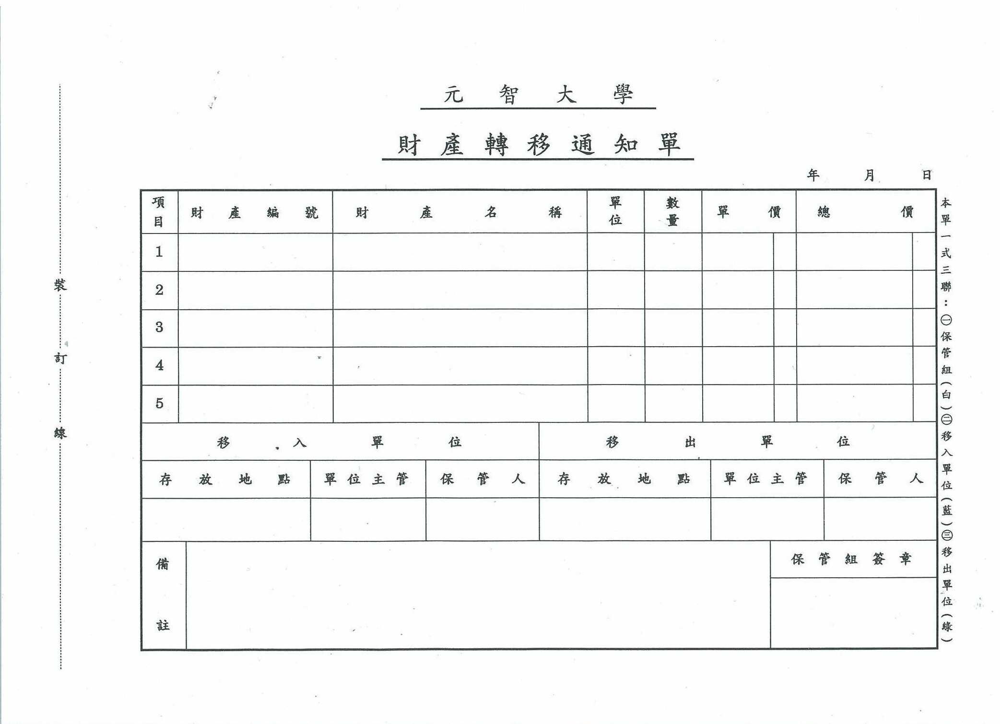 元智大學
財產轉移通知單
年 月 日
項目 財產編號 財產名稱 單位 數量 單價 總價
1
2
3
4
5
移入單位 移出單位
存放地點 單位主管 保管人 存放地點 單位主管 保管人
備註 保管組簽章
本單一式三聯：㊀保管組(白)㊁移入單位(藍)㊂移出單位(綠)
裝訂線